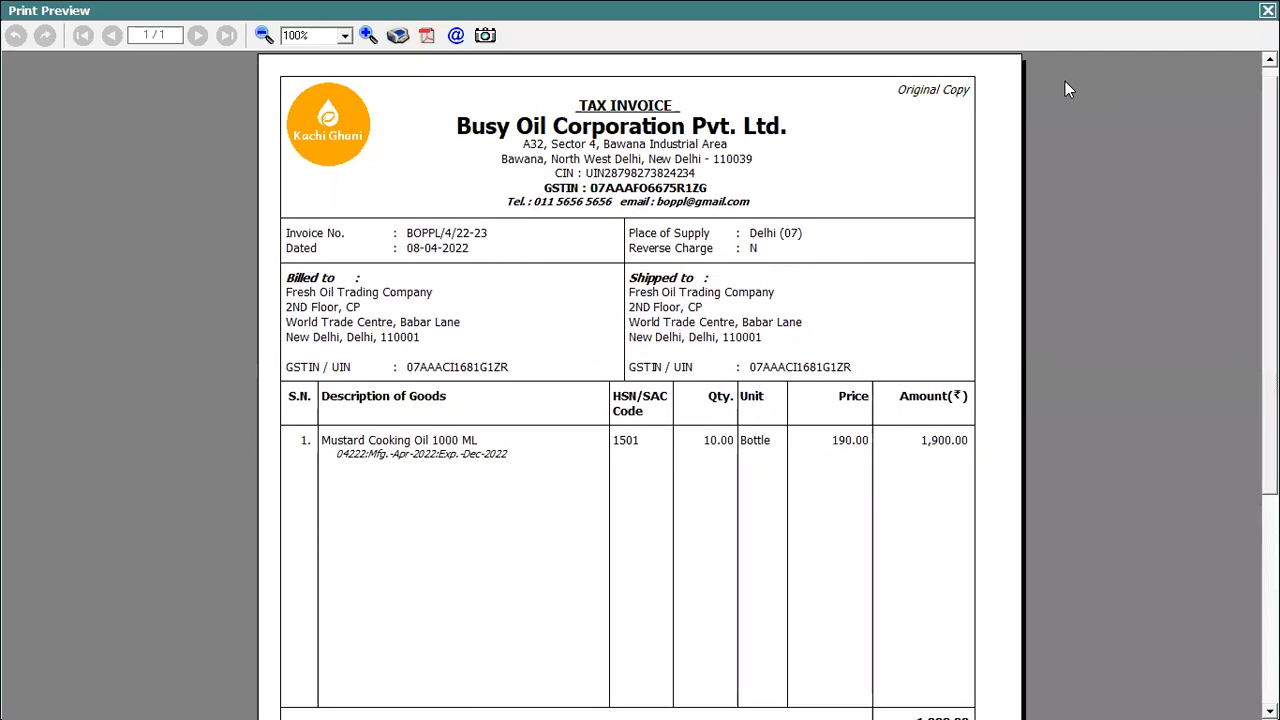 Print Preview
1 / 1
100%
Original Copy
Kachi Ghani
TAX INVOICE
Busy Oil Corporation Pvt. Ltd.
A32, Sector 4, Bawana Industrial Area
Bawana, North West Delhi, New Delhi - 110039
CIN : UIN28798273824234
GSTIN : 07AAAFO6675R1ZG
Tel. : 011 5656 5656 email : boppl@gmail.com
Invoice No. : BOPPL/4/22-23
Dated : 08-04-2022
Place of Supply : Delhi (07)
Reverse Charge : N
Billed to :
Fresh Oil Trading Company
2ND Floor, CP
World Trade Centre, Babar Lane
New Delhi, Delhi, 110001
GSTIN / UIN : 07AAACI1681G1ZR
Shipped to :
Fresh Oil Trading Company
2ND Floor, CP
World Trade Centre, Babar Lane
New Delhi, Delhi, 110001
GSTIN / UIN : 07AAACI1681G1ZR
S.N. Description of Goods HSN/SAC Code Qty. Unit Price Amount(₹)
1. Mustard Cooking Oil 1000 ML 1501 10.00 Bottle 190.00 1,900.00
04222:Mfg.-Apr-2022:Exp.-Dec-2022